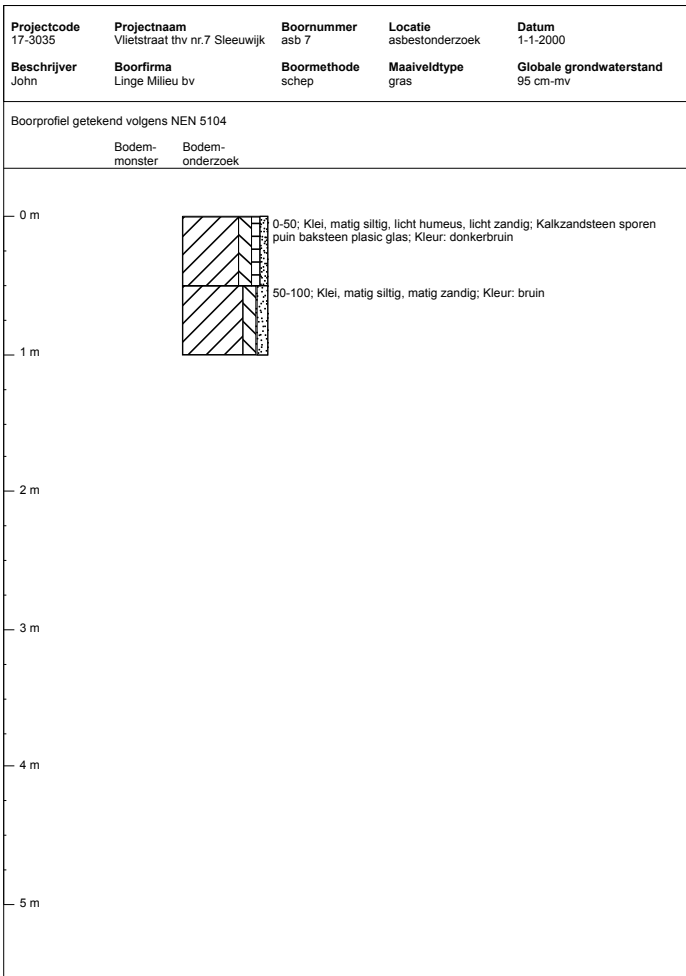 Projectcode Projectnaam Boornummer Locatie Datum
17-3035 Vlietstraat thv nr.7 Sleeuwijk asb 7 asbestonderzoek 1-1-2000
Beschrijver Boorfirma Boormethode Maaiveldtype Globale grondwaterstand
John Linge Milieu bv schep gras 95 cm-mv
Boorprofiel getekend volgens NEN 5104
Bodem- Bodem-
monster onderzoek
0 m
0-50; Klei, matig siltig, licht humeus, licht zandig; Kalkzandsteen sporen
puin baksteen plasic glas; Kleur: donkerbruin
50-100; Klei, matig siltig, matig zandig; Kleur: bruin
1 m
2 m
3 m
4 m
5 m